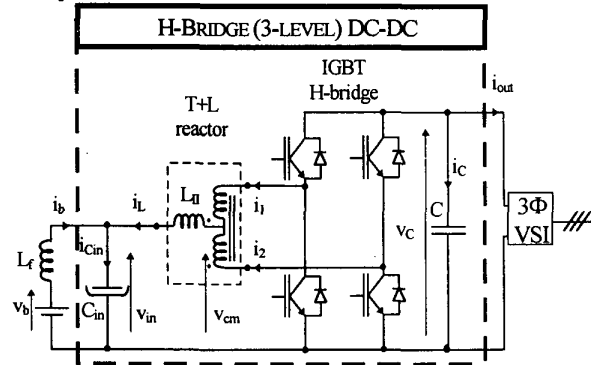 H-BRIDGE (3-LEVEL) DC-DC
IGBT
H-bridge
T+L
reactor
i_out
i_b
i_L
L_ll
i_1
i_C
i_Cin
C
3Φ
VSI
v_C
L_f
i_2
v_b
C_in
v_in
v_cm